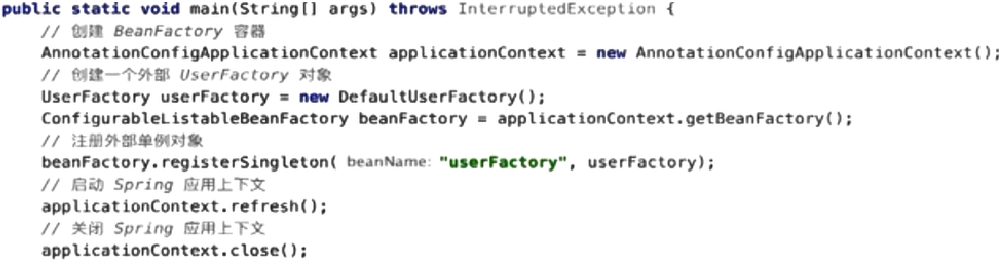 public static void main(String[] args) throws InterruptedException {
// 创建 BeanFactory 容器
AnnotationConfigApplicationContext applicationContext = new AnnotationConfigApplicationContext();
// 创建一个外部 UserFactory 对象
UserFactory userFactory = new DefaultUserFactory();
ConfigurableListableBeanFactory beanFactory = applicationContext.getBeanFactory();
// 注册外部单例对象
beanFactory.registerSingleton( beanName: "userFactory", userFactory);
// 启动 Spring 应用上下文
applicationContext.refresh();
// 关闭 Spring 应用上下文
applicationContext.close();